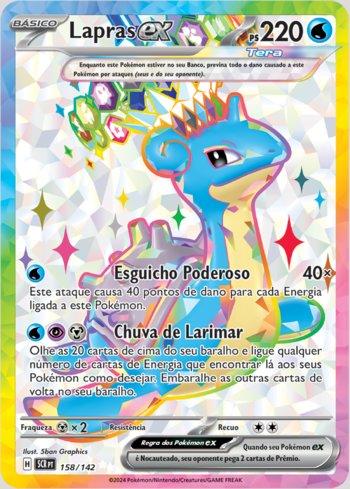 BÁSICO
Lapras ex
PS 220
Tera
Enquanto este Pokémon estiver no seu Banco, previna todo o dano causado a este
Pokémon por ataques (seus e do seu oponente).
Esguicho Poderoso 40×
Este ataque causa 40 pontos de dano para cada Energia
ligada a este Pokémon.
Chuva de Larimar
Olhe as 20 cartas de cima do seu baralho e ligue qualquer
número de cartas de Energia que encontrar lá aos seus
Pokémon como desejar. Embaralhe as outras cartas
de volta no seu baralho.
Fraqueza × 2 Resistência Recuo
Ilust. 5ban Graphics
Regra dos Pokémon ex
Quando seu Pokémon ex
é Nocauteado, seu oponente pega 2 cartas de Prêmio.
H SCR PT 158/142
©2024 Pokémon/Nintendo/Creatures/GAME FREAK